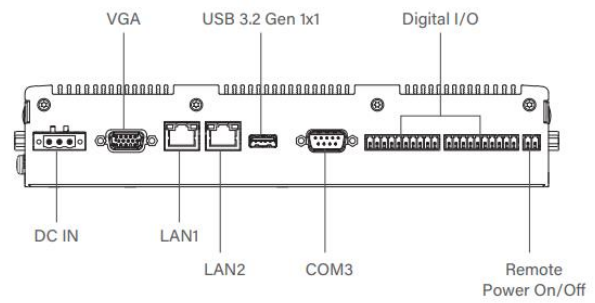 VGA
USB 3.2 Gen 1x1
Digital I/O
DC IN
LAN1
LAN2
COM3
Remote
Power On/Off